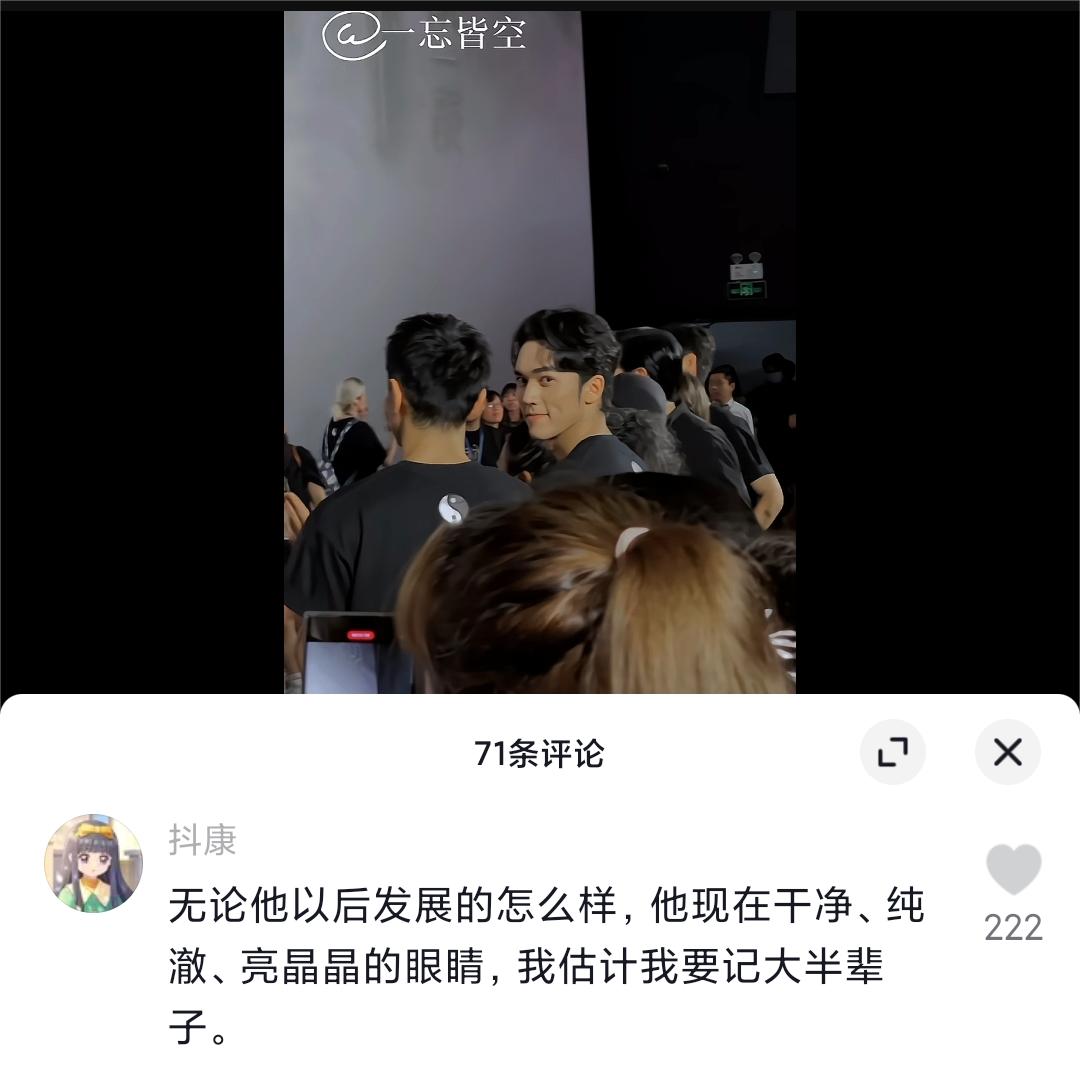 @一忘皆空
71条评论
抖康
无论他以后发展的怎么样，他现在干净、纯
澈、亮晶晶的眼睛，我估计我要记大半辈
子。
222